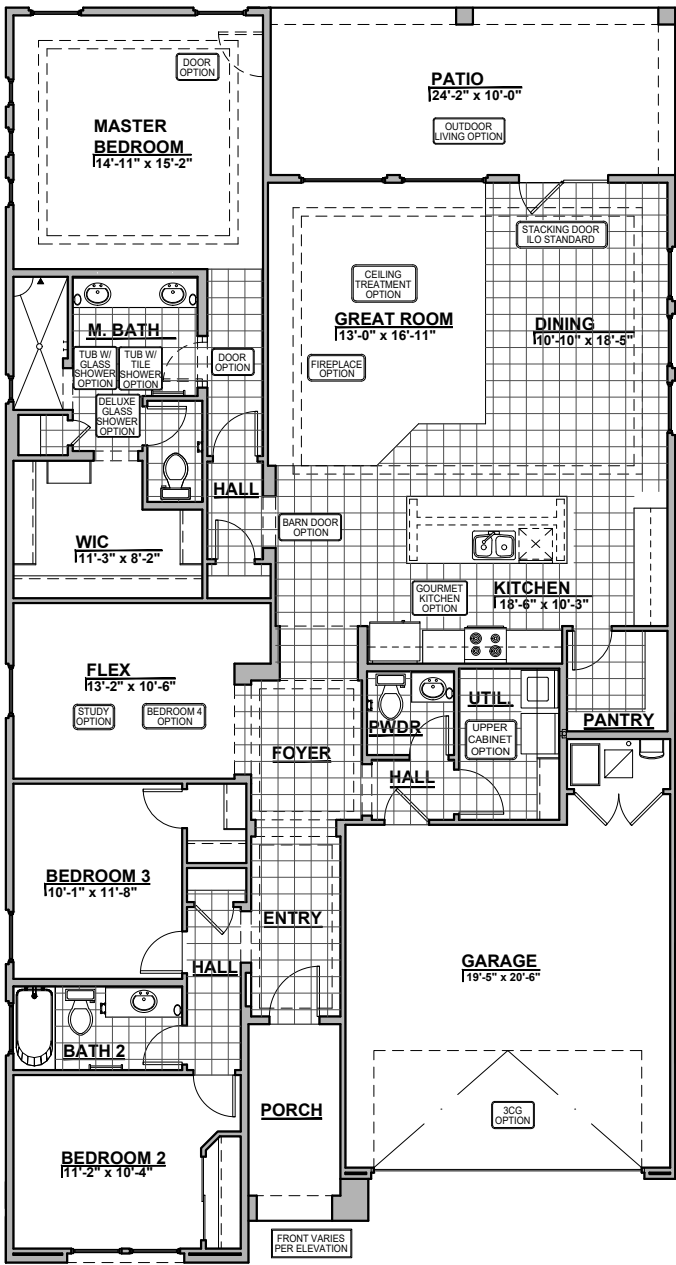 DOOR
OPTION
MASTER
BEDROOM
14'-11" x 15'-2"
PATIO
24'-2" x 10'-0"
OUTDOOR
LIVING OPTION
STACKING DOOR
ILO STANDARD
CEILING
TREATMENT
OPTION
GREAT ROOM
13'-0" x 16'-11"
DINING
10'-10" x 18'-5"
FIREPLACE
OPTION
M. BATH
TUB W/
GLASS
SHOWER
OPTION
TUB W/
TILE
SHOWER
OPTION
DOOR
OPTION
DELUXE
GLASS
SHOWER
OPTION
HALL
BARN DOOR
OPTION
WIC
11'-3" x 8'-2"
GOURMET
KITCHEN
OPTION
KITCHEN
18'-6" x 10'-3"
FLEX
13'-2" x 10'-6"
STUDY
OPTION
BEDROOM 4
OPTION
FOYER
PWDR
UTIL.
UPPER
CABINET
OPTION
PANTRY
HALL
BEDROOM 3
10'-1" x 11'-8"
ENTRY
HALL
GARAGE
19'-5" x 20'-6"
BATH 2
PORCH
3CG
OPTION
BEDROOM 2
11'-2" x 10'-4"
FRONT VARIES
PER ELEVATION